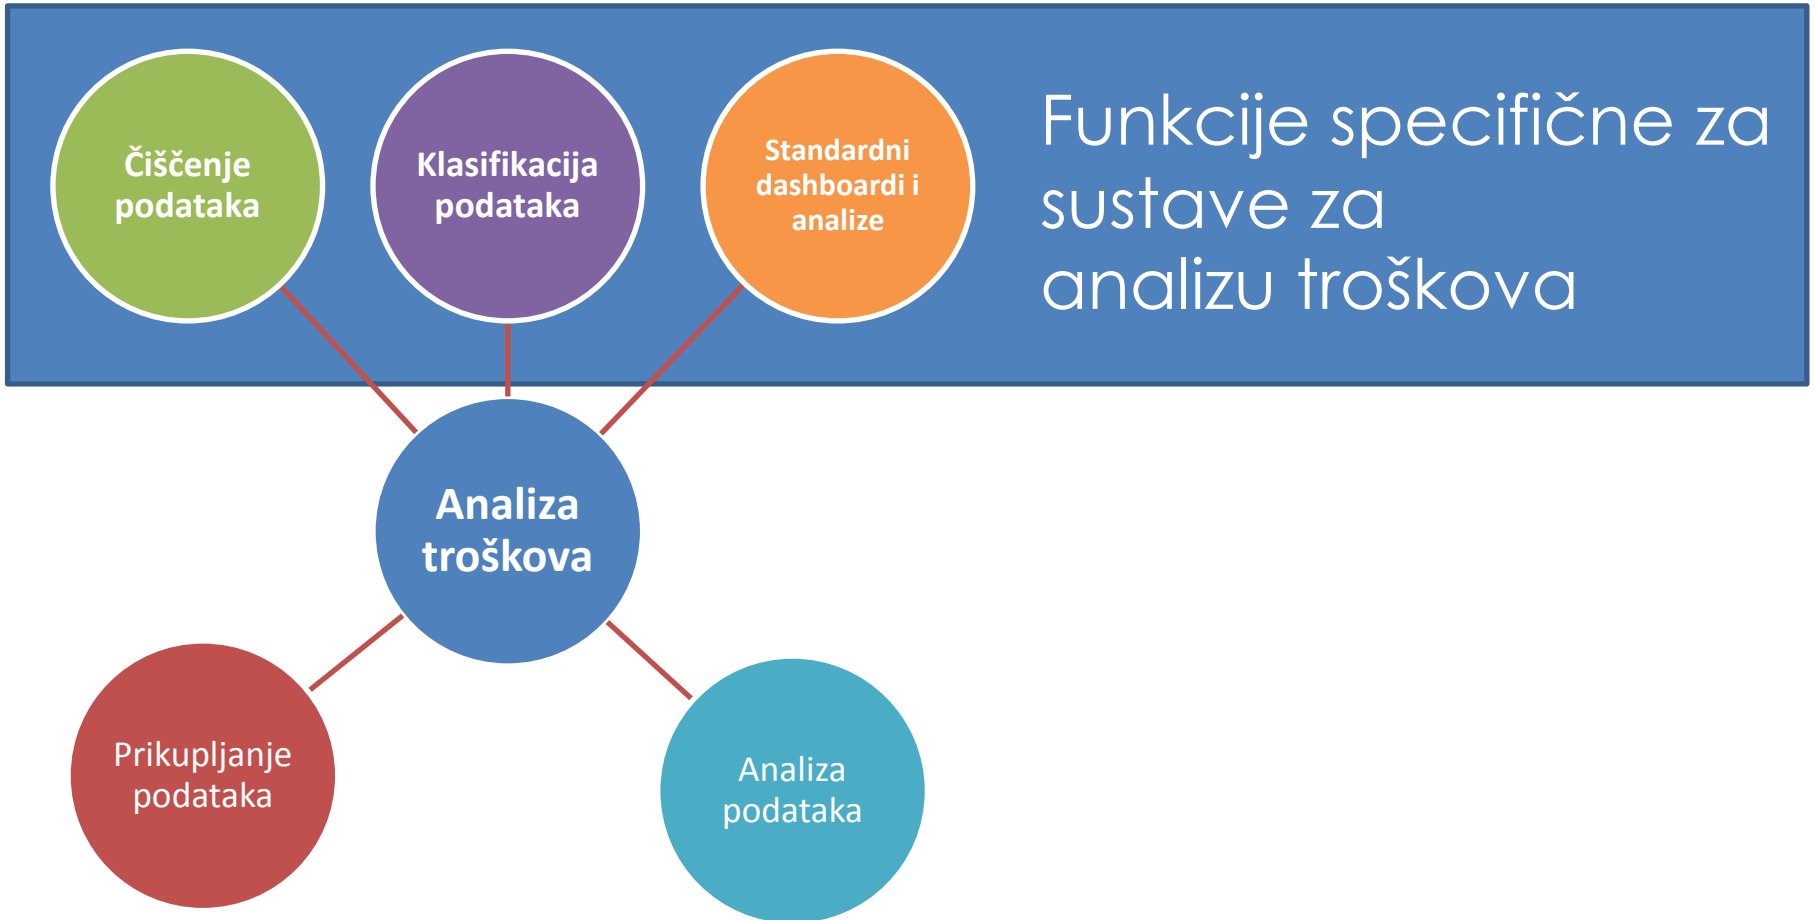 Čiščenje
podataka
Klasifikacija
podataka
Standardni
dashboardi i
analize
Funkcije specifične za
sustave za
analizu troškova
Analiza
troškova
Prikupljanje
podataka
Analiza
podataka